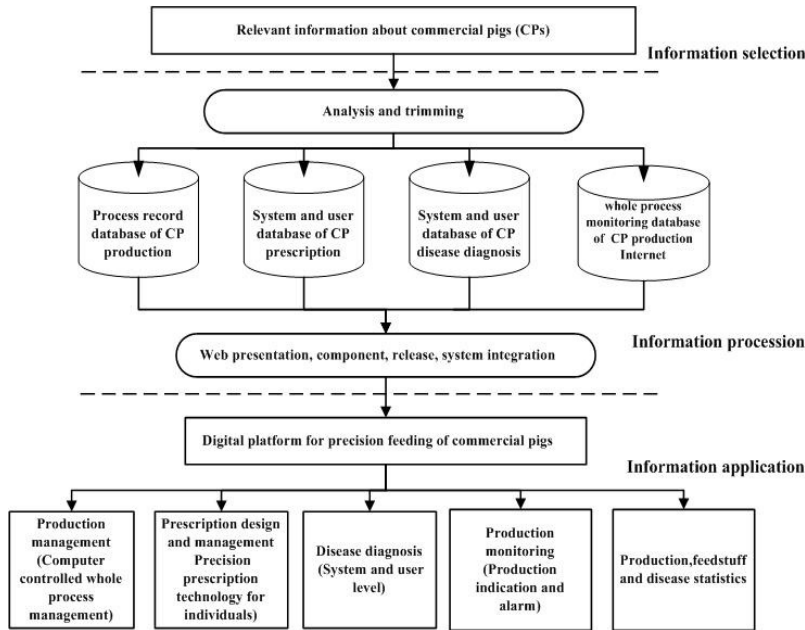 Relevant information about commercial pigs (CPs)
Information selection
Analysis and trimming
Process record
database of CP
production
System and user
database of CP
prescription
System and user
database of CP
disease diagnosis
whole process
monitoring database
of CP production
Internet
Information procession
Web presentation, component, release, system integration
Digital platform for precision feeding of commercial pigs
Information application
Production
management
(Computer
controlled whole
process
management)
Prescription design
and management
Precision
prescription
technology for
individuals)
Disease diagnosis
(System and user
level)
Production
monitoring
(Production
indication and
alarm)
Production,feedstuff
and disease statistics